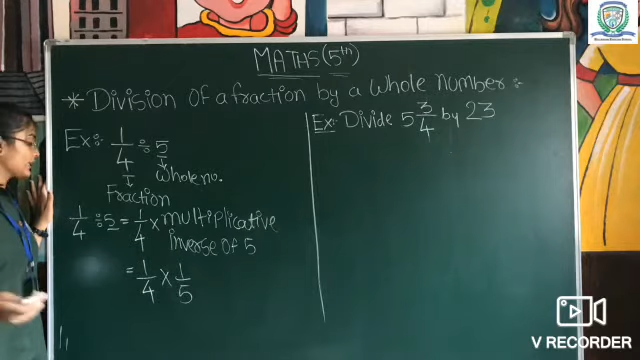 MATHS (5th)
* Division of a fraction by a whole number :-
Ex:- 1/4 ÷ 5
Fraction
Whole no.
1/4 ÷ 5 = 1/4 × multiplicative
inverse of 5
= 1/4 × 1/5
Ex:- Divide 5 3/4 by 23
V RECORDER